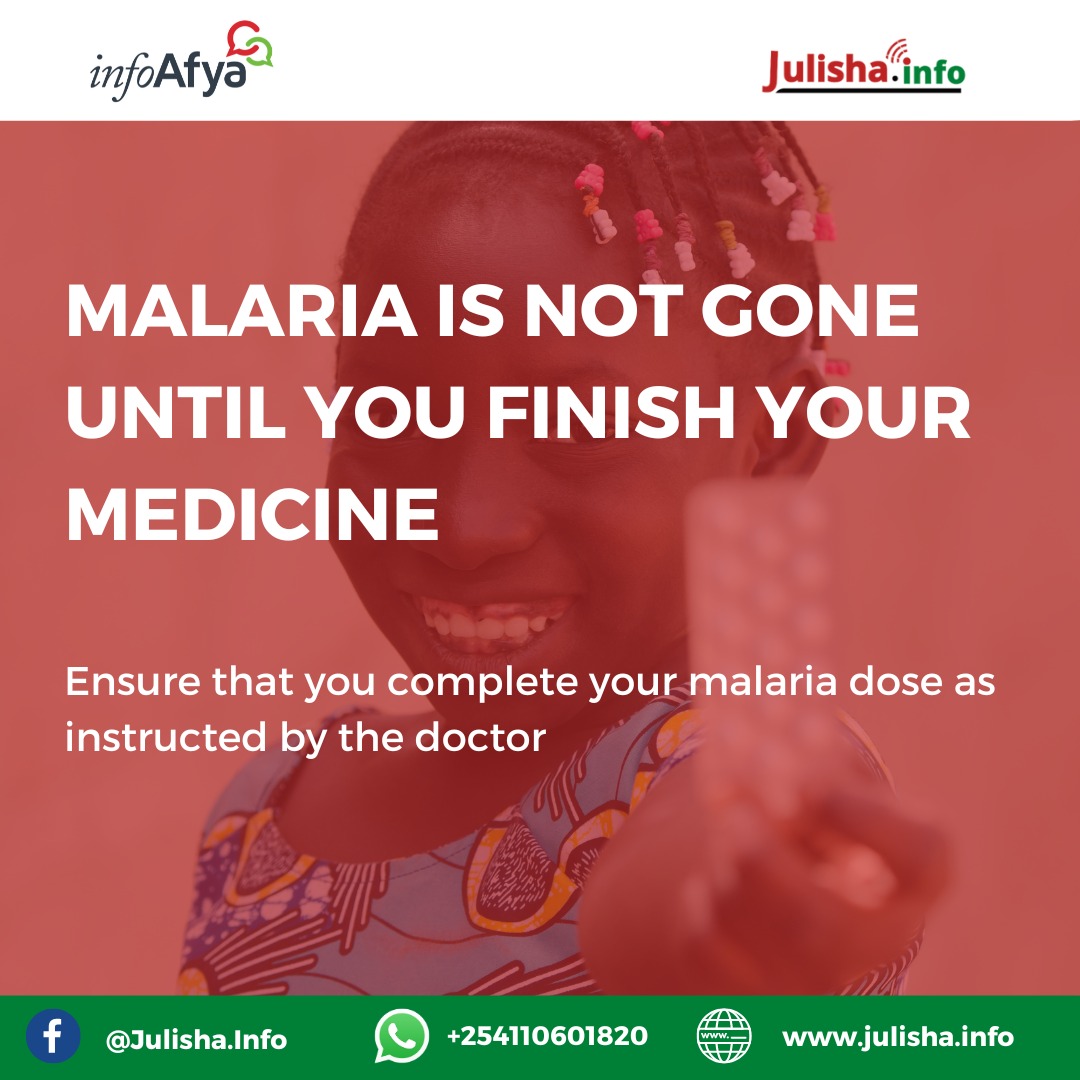 infoAfya
Julisha.info
MALARIA IS NOT GONE
UNTIL YOU FINISH YOUR
MEDICINE
Ensure that you complete your malaria dose as
instructed by the doctor
@Julisha.Info
+254110601820
www.
www.julisha.info